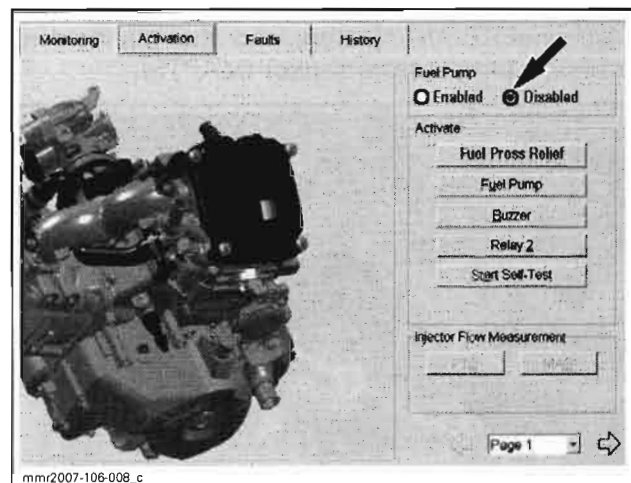 Monitoring
Activation
Faults
History
Fuel Pump
Enabled
Disabled
Activate
Fuel Press Relief
Fuel Pump
Buzzer
Relay 2
Start Self-Test
Injector Flow Measurement
Page 1
mmr2007-106-008_c